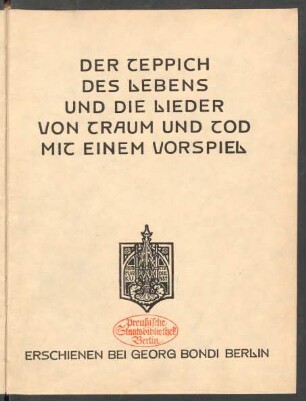 DER TEPPICH
DES LEBENS
UND DIE LIEDER
VON TRAUM UND TOD
MIT EINEM VORSPIEL
Preußische
Staatsbibliothek
Berlin
ERSCHIENEN BEI GEORG BONDI BERLIN